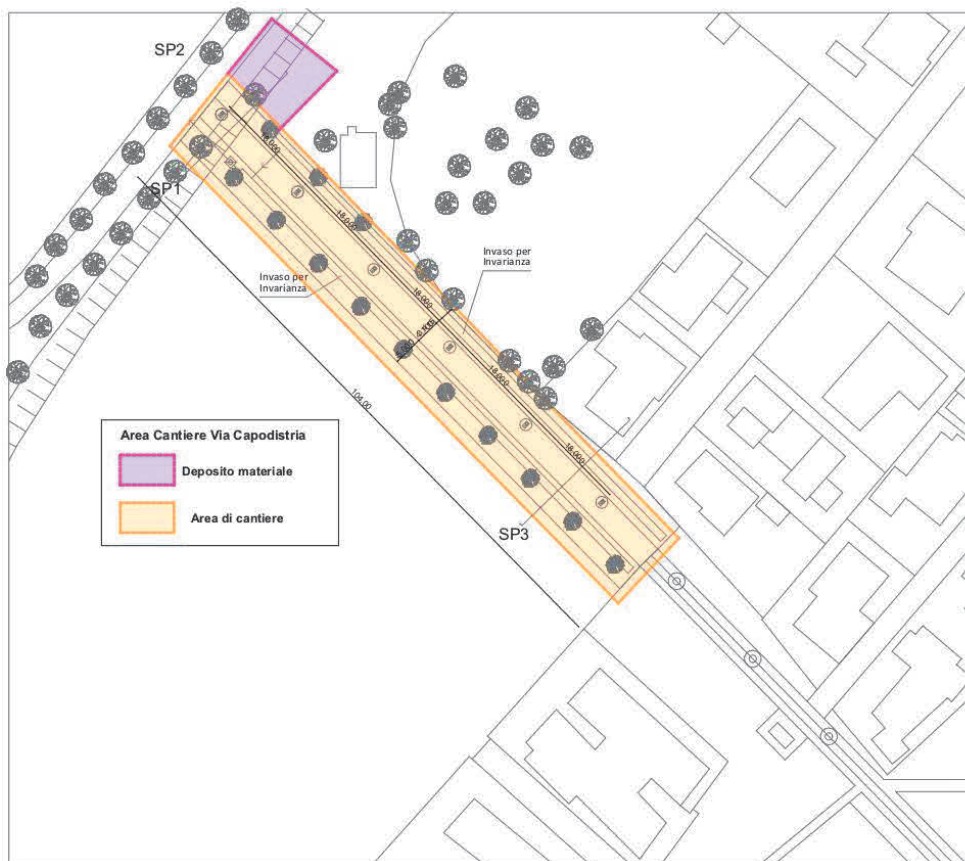 SP2
SP1
18.000
18.000
Invaso per
Invarianza
Invaso per
Invarianza
18.000
18.000
104.00
18.000
Area Cantiere Via Capodistria
Deposito materiale
Area di cantiere
SP3